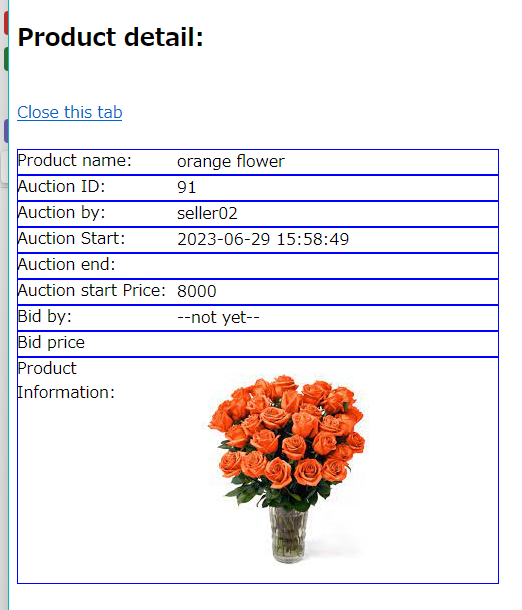 Product detail:
Close this tab
Product name: orange flower
Auction ID: 91
Auction by: seller02
Auction Start: 2023-06-29 15:58:49
Auction end:
Auction start Price: 8000
Bid by: --not yet--
Bid price
Product
Information: